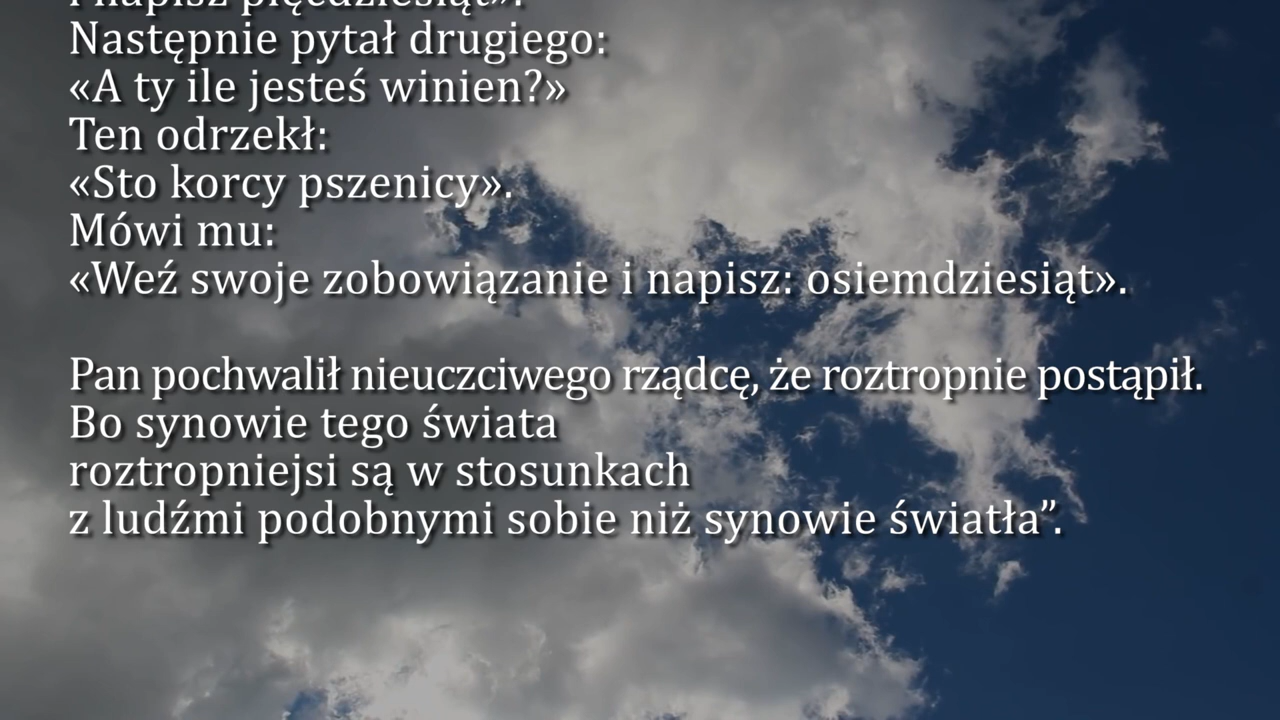 i napisz pięćdziesiąt».
Następnie pytał drugiego:
«A ty ile jesteś winien?»
Ten odrzekł:
«Sto korcy pszenicy».
Mówi mu:
«Weź swoje zobowiązanie i napisz: osiemdziesiąt».
Pan pochwalił nieuczciwego rządcę, że roztropnie postąpił.
Bo synowie tego świata
roztropniejsi są w stosunkach
z ludźmi podobnymi sobie niż synowie światła”.